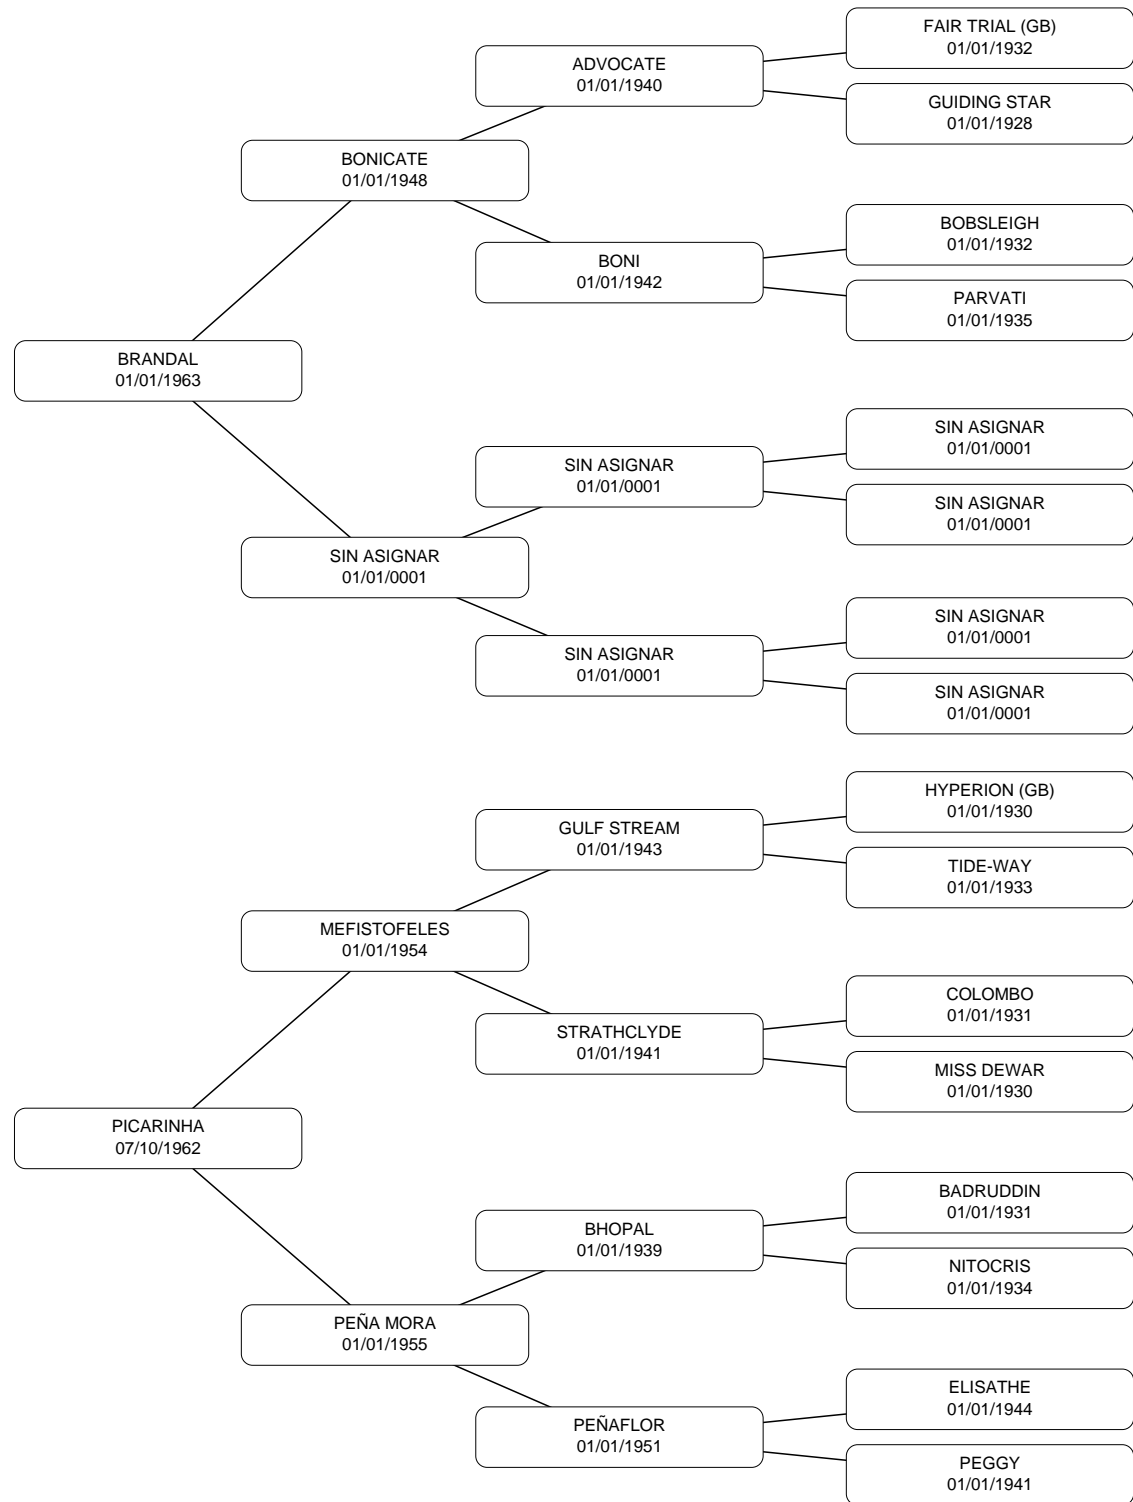 FAIR TRIAL (GB)
01/01/1932
ADVOCATE
01/01/1940
GUIDING STAR
01/01/1928
BONICATE
01/01/1948
BOBSLEIGH
01/01/1932
BONI
01/01/1942
PARVATI
01/01/1935
BRANDAL
01/01/1963
SIN ASIGNAR
01/01/0001
SIN ASIGNAR
01/01/0001
SIN ASIGNAR
01/01/0001
SIN ASIGNAR
01/01/0001
SIN ASIGNAR
01/01/0001
SIN ASIGNAR
01/01/0001
SIN ASIGNAR
01/01/0001
HYPERION (GB)
01/01/1930
GULF STREAM
01/01/1943
TIDE-WAY
01/01/1933
MEFISTOFELES
01/01/1954
COLOMBO
01/01/1931
STRATHCLYDE
01/01/1941
MISS DEWAR
01/01/1930
PICARINHA
07/10/1962
BADRUDDIN
01/01/1931
BHOPAL
01/01/1939
NITOCRIS
01/01/1934
PEÑA MORA
01/01/1955
ELISATHE
01/01/1944
PEÑAFLOR
01/01/1951
PEGGY
01/01/1941